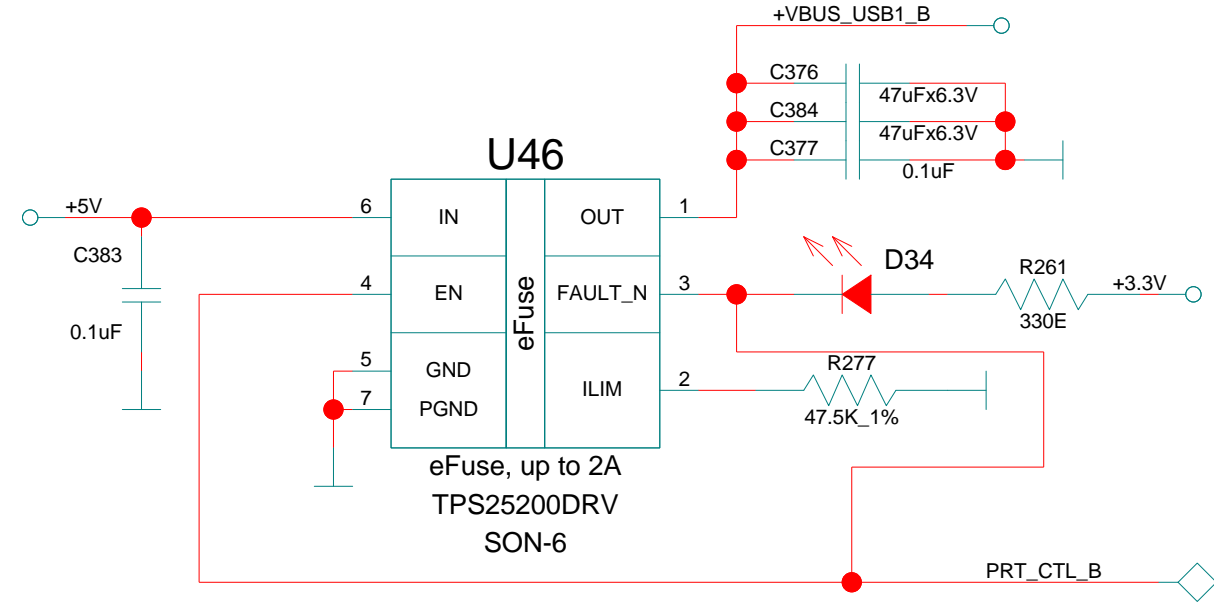 +VBUS_USB1_B
C376
47uFx6.3V
C384
47uFx6.3V
C377
0.1uF
U46
+5V
6
IN
OUT
1
C383
0.1uF
4
EN
eFuse
FAULT_N
3
D34
R261
330E
+3.3V
5
GND
7
PGND
ILIM
2
R277
47.5K_1%
eFuse, up to 2A
TPS25200DRV
SON-6
PRT_CTL_B